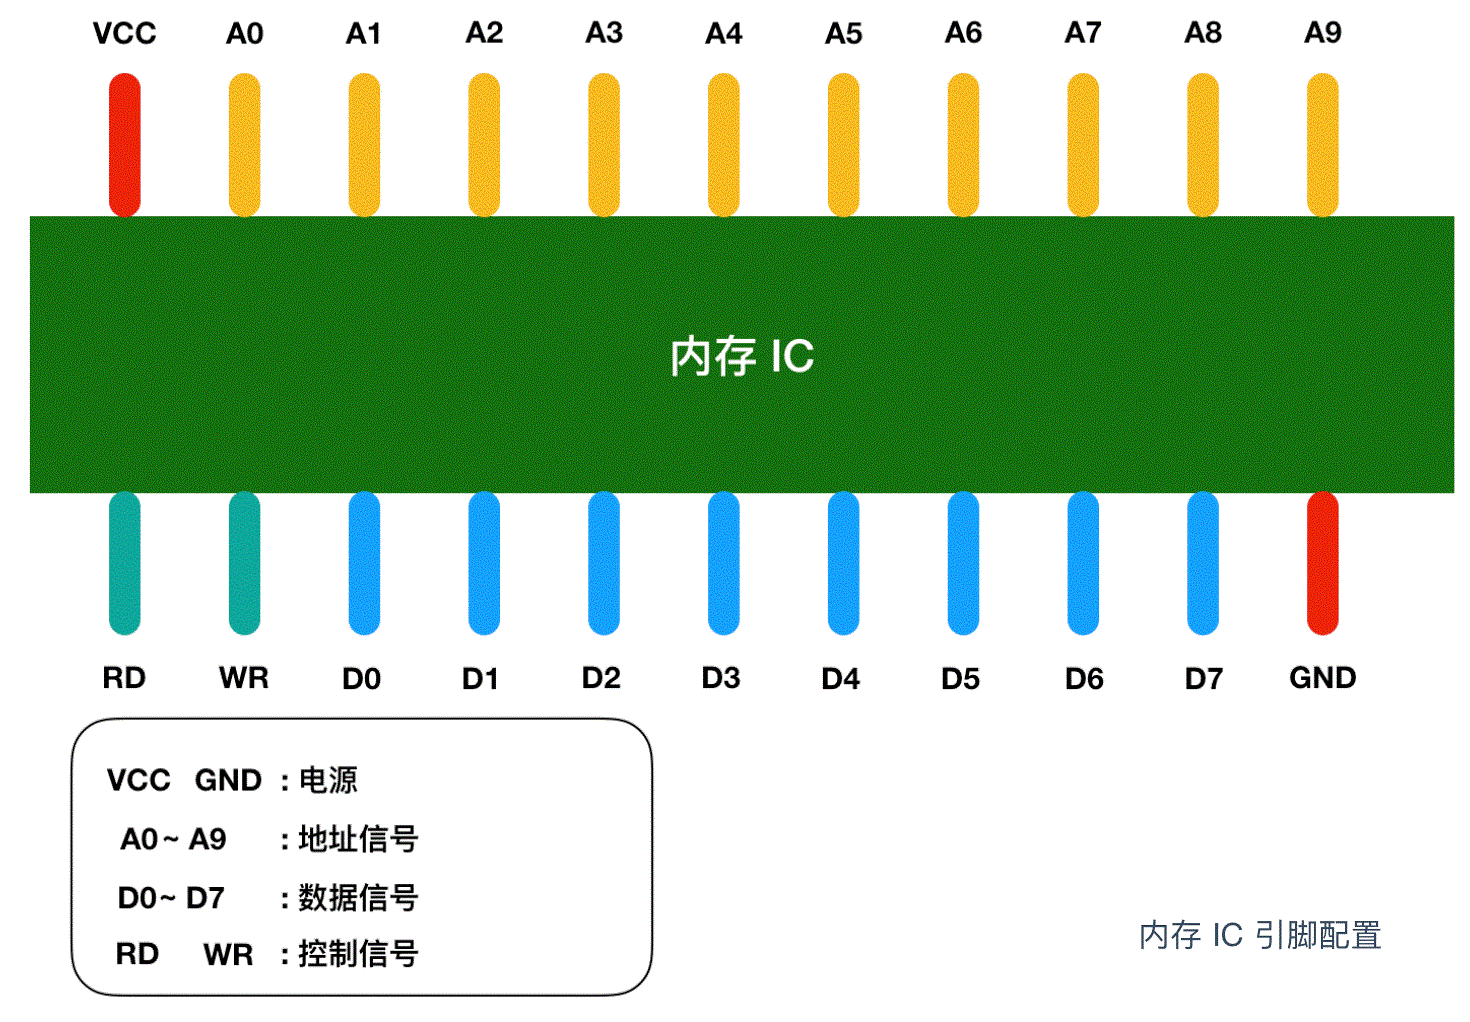 VCC A0 A1 A2 A3 A4 A5 A6 A7 A8 A9
内存 IC
RD WR D0 D1 D2 D3 D4 D5 D6 D7 GND
VCC GND : 电源
A0~ A9 : 地址信号
D0~ D7 : 数据信号
RD WR : 控制信号
内存 IC 引脚配置